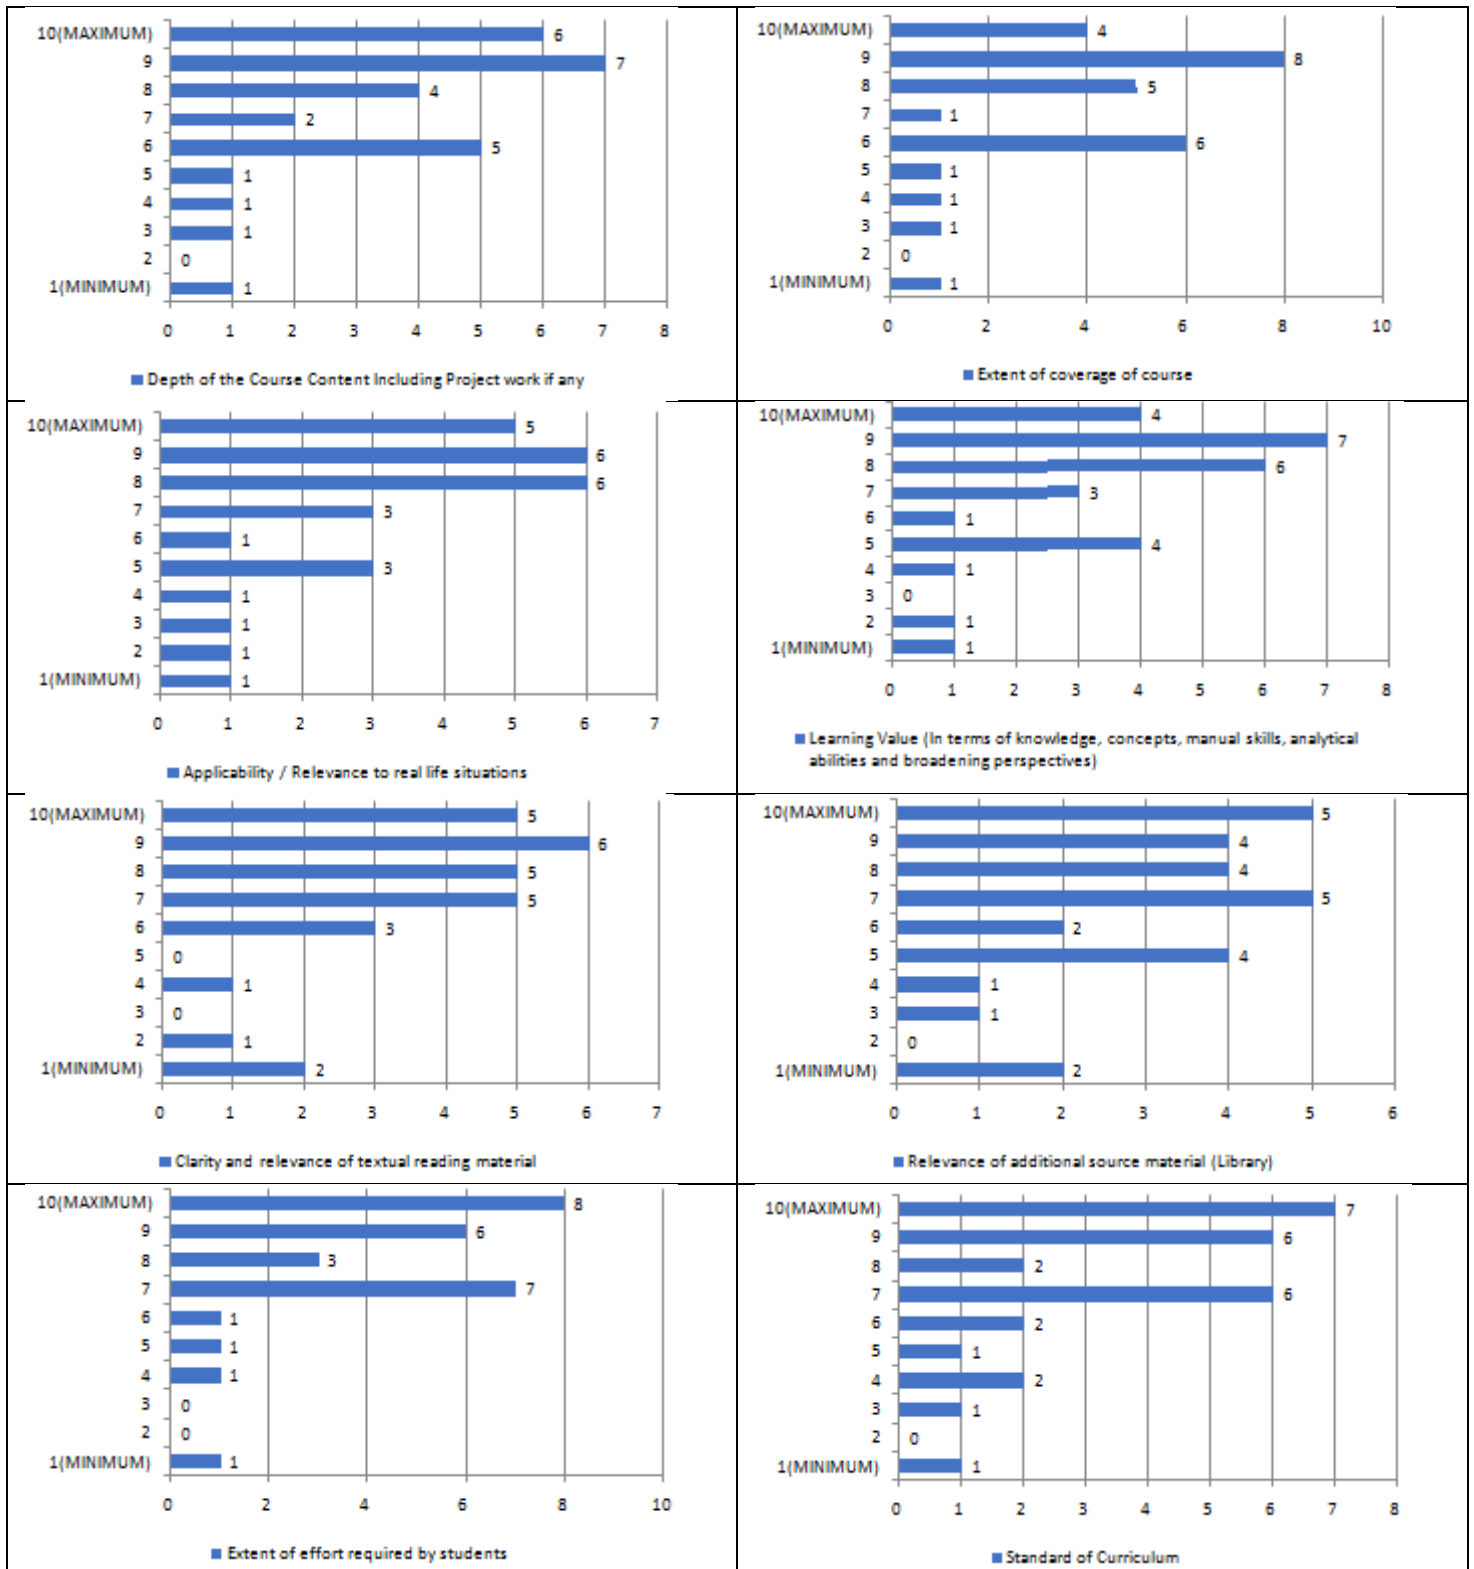 10(MAXIMUM) 6
9 7
8 4
7 2
6 5
5 1
4 1
3 1
2 0
1(MINIMUM) 1
0 1 2 3 4 5 6 7 8
Depth of the Course Content Including Project work if any
10(MAXIMUM) 4
9 8
8 5
7 1
6 6
5 1
4 1
3 1
2 0
1(MINIMUM) 1
0 2 4 6 8 10
Extent of coverage of course
10(MAXIMUM) 5
9 6
8 6
7 3
6 1
5 3
4 1
3 1
2 1
1(MINIMUM) 1
0 1 2 3 4 5 6 7
Applicability / Relevance to real life situations
10(MAXIMUM) 4
9 7
8 6
7 3
6 1
5 4
4 1
3 0
2 1
1(MINIMUM) 1
0 1 2 3 4 5 6 7 8
Learning Value (In terms of knowledge, concepts, manual skills, analytical
abilities and broadening perspectives)
10(MAXIMUM) 5
9 6
8 5
7 5
6 3
5 0
4 1
3 0
2 1
1(MINIMUM) 2
0 1 2 3 4 5 6 7
Clarity and relevance of textual reading material
10(MAXIMUM) 5
9 4
8 4
7 5
6 2
5 4
4 1
3 1
2 0
1(MINIMUM) 2
0 1 2 3 4 5 6
Relevance of additional source material (Library)
10(MAXIMUM) 8
9 6
8 3
7 7
6 1
5 1
4 1
3 0
2 0
1(MINIMUM) 1
0 2 4 6 8 10
Extent of effort required by students
10(MAXIMUM) 7
9 6
8 2
7 6
6 2
5 1
4 2
3 1
2 0
1(MINIMUM) 1
0 1 2 3 4 5 6 7 8
Standard of Curriculum